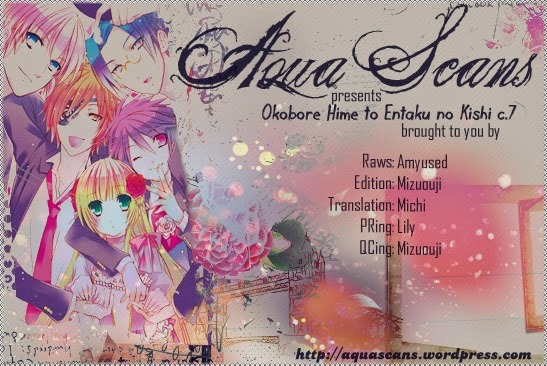 Aqua Scans
presents
Okobore Hime to Entaku no Kishi c.7
brought to you by
Raws: Amyused
Edition: Mizuouji
Translation: Michi
PRing: Lily
QCing: Mizuouji
http://aquascans.wordpress.com